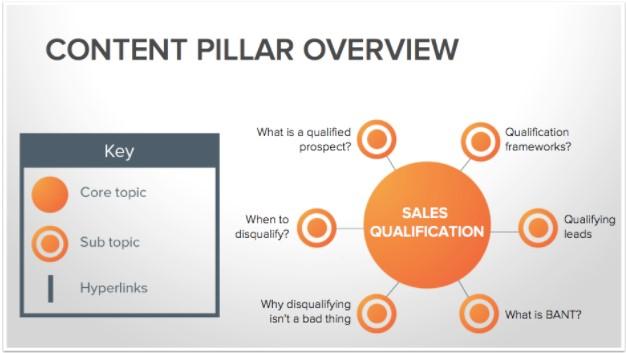 CONTENT PILLAR OVERVIEW
Key
Core topic
Sub topic
Hyperlinks
What is a qualified
prospect?
Qualification
frameworks?
When to
disqualify?
SALES
QUALIFICATION
Qualifying
leads
Why disqualifying
isn't a bad thing
What is BANT?